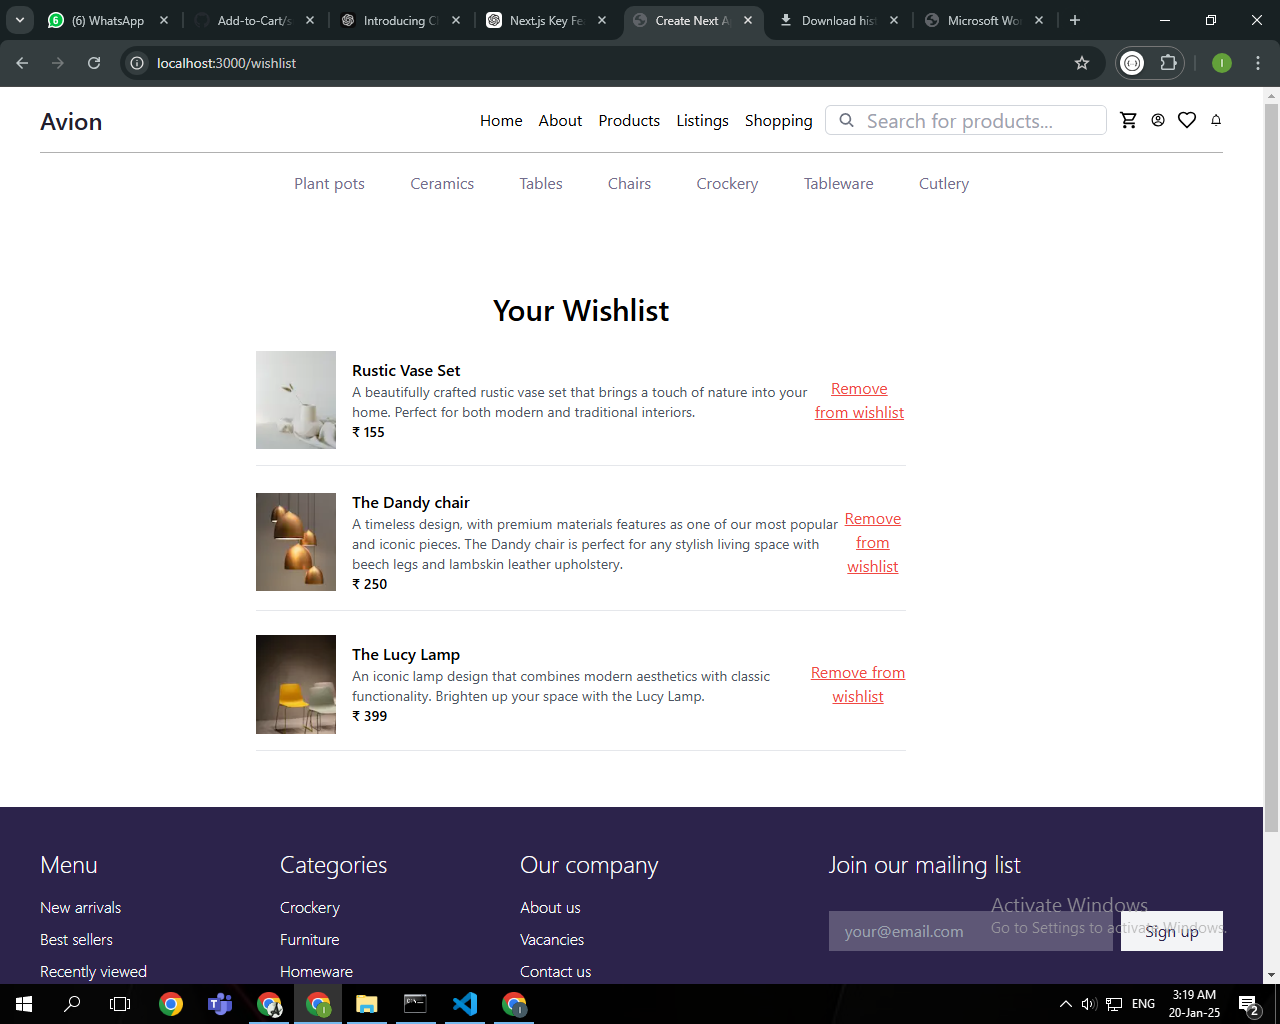 6
(6) WhatsApp
Add-to-Cart/s
Introducing C
Next.js Key Fe
Create Next A
Download his
Microsoft Wo
localhost:3000/wishlist
I
Avion
Home
About
Products
Listings
Shopping
Search for products...
Plant pots
Ceramics
Tables
Chairs
Crockery
Tableware
Cutlery
Your Wishlist
Rustic Vase Set
A beautifully crafted rustic vase set that brings a touch of nature into your
home. Perfect for both modern and traditional interiors.
₹ 155
Remove
from wishlist
The Dandy chair
A timeless design, with premium materials features as one of our most popular
and iconic pieces. The Dandy chair is perfect for any stylish living space with
beech legs and lambskin leather upholstery.
₹ 250
Remove
from
wishlist
The Lucy Lamp
An iconic lamp design that combines modern aesthetics with classic
functionality. Brighten up your space with the Lucy Lamp.
₹ 399
Remove from
wishlist
Menu
New arrivals
Best sellers
Recently viewed
Categories
Crockery
Furniture
Homeware
Our company
About us
Vacancies
Contact us
Join our mailing list
your@email.com
Sign up
Activate Windows
Go to Settings to activate Windows.
ENG
3:19 AM
20-Jan-25
2